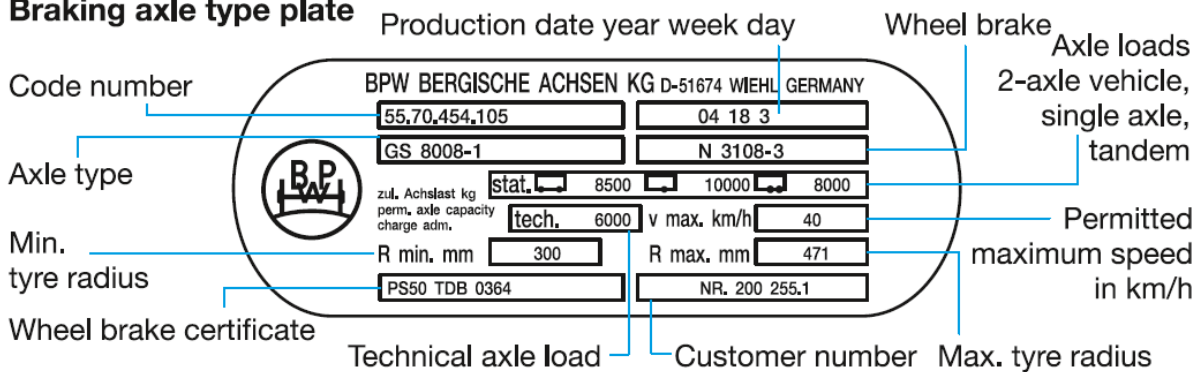 Braking axle type plate
Production date year week day
Wheel brake
Axle loads
2-axle vehicle,
single axle,
tandem
Code number
BPW BERGISCHE ACHSEN KG D-51674 WIEHL GERMANY
55.70.454.105 04 18 3
GS 8008-1 N 3108-3
Axle type
BPW
stat. 8500 10000 8000
zul. Achslast kg
perm. axle capacity
charge adm.
tech. 6000 v max. km/h 40
Permitted
maximum speed
in km/h
Min.
tyre radius
R min. mm 300 R max. mm 471
PS50 TDB 0364 NR. 200 255.1
Wheel brake certificate
Technical axle load
Customer number
Max. tyre radius